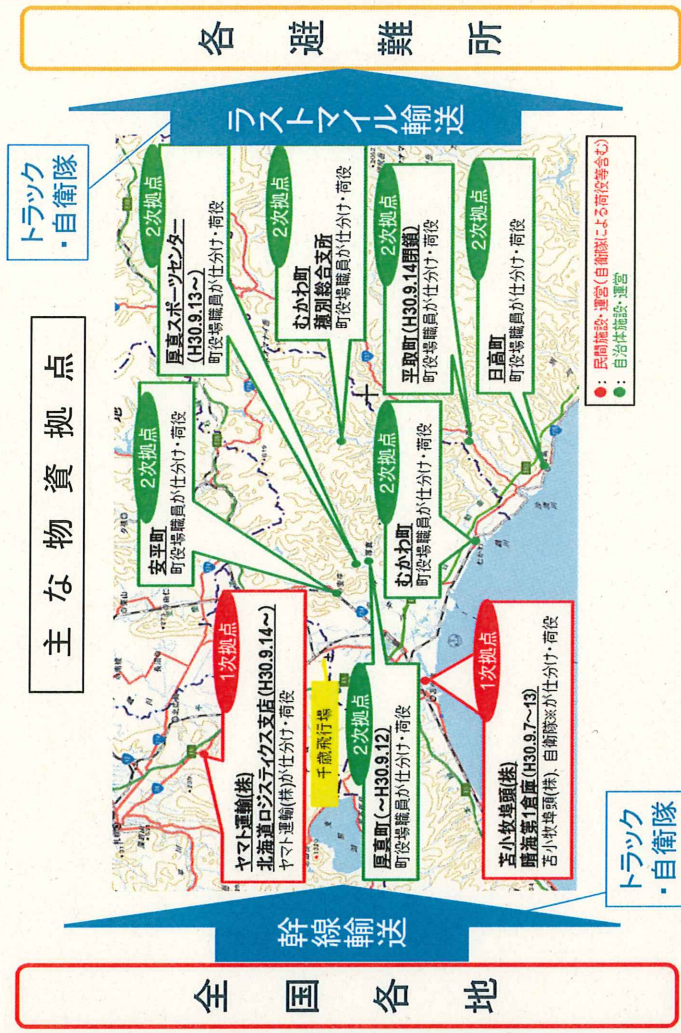 主な物資拠点
全国各地
幹線輸送
トラック
・自衛隊
ラストマイル輸送
トラック
・自衛隊
各避難所
1次拠点
ヤマト運輸(株)
北海道ロジスティクス支店(H30.9.14~)
ヤマト運輸(株)が仕分け・荷役
2次拠点
安平町
町役場職員が仕分け・荷役
2次拠点
厚真スポーツセンター
(H30.9.13~)
町役場職員が仕分け・荷役
2次拠点
むかわ町
穂別総合支所
町役場職員が仕分け・荷役
千歳飛行場
2次拠点
厚真町(~H30.9.12)
町役場職員が仕分け・荷役
2次拠点
むかわ町
町役場職員が仕分け・荷役
2次拠点
平取町(H30.9.14閉鎖)
町役場職員が仕分け・荷役
2次拠点
日高町
町役場職員が仕分け・荷役
1次拠点
苫小牧埠頭(株)
晴海第1倉庫(H30.9.7~13)
苫小牧埠頭(株)、自衛隊※が仕分け・荷役
●: 民間施設・運営(自衛隊による荷役等含む)
●: 自治体施設・運営